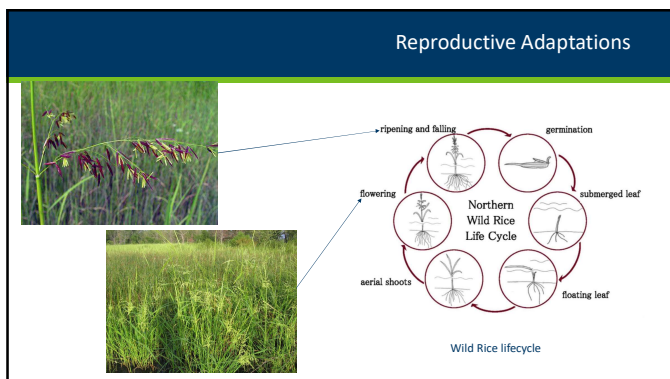 Reproductive Adaptations
ripening and falling
germination
flowering
submerged leaf
Northern
Wild Rice
Life Cycle
aerial shoots
floating leaf
Wild Rice lifecycle